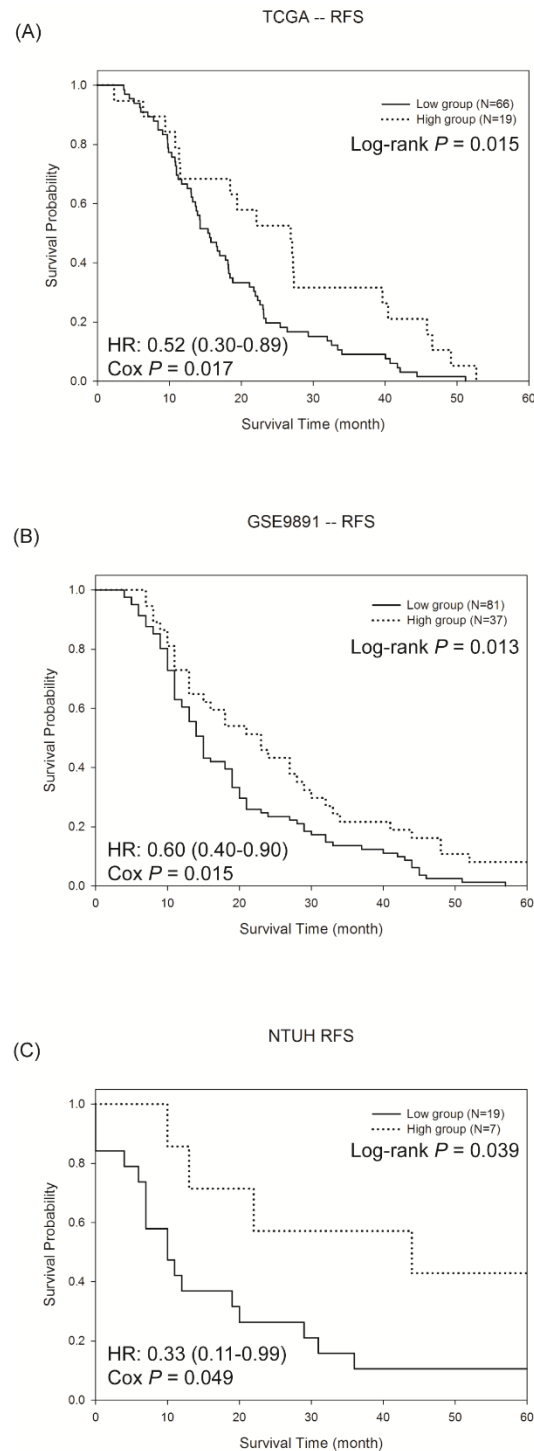 (A)
TCGA -- RFS
Low group (N=66)
High group (N=19)
Log-rank P = 0.015
1.0
0.8
0.6
0.4
0.2
0.0
Survival Probability
HR: 0.52 (0.30-0.89)
Cox P = 0.017
0 10 20 30 40 50 60
Survival Time (month)
(B)
GSE9891 -- RFS
Low group (N=81)
High group (N=37)
Log-rank P = 0.013
1.0
0.8
0.6
0.4
0.2
0.0
Survival Probability
HR: 0.60 (0.40-0.90)
Cox P = 0.015
0 10 20 30 40 50 60
Survival Time (month)
(C)
NTUH RFS
Low group (N=19)
High group (N=7)
Log-rank P = 0.039
1.0
0.8
0.6
0.4
0.2
0.0
Survival Probability
HR: 0.33 (0.11-0.99)
Cox P = 0.049
0 10 20 30 40 50 60
Survival Time (month)